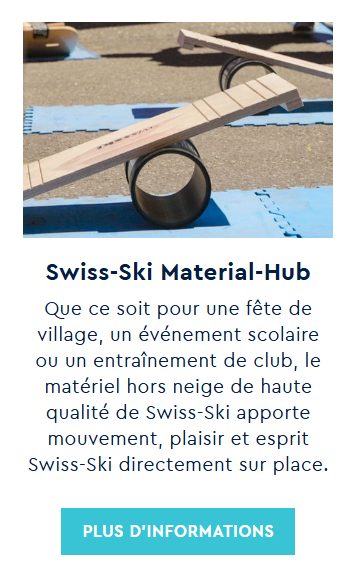 Swiss-Ski Material-Hub
Que ce soit pour une fête de
village, un événement scolaire
ou un entraînement de club, le
matériel hors neige de haute
qualité de Swiss-Ski apporte
mouvement, plaisir et esprit
Swiss-Ski directement sur place.
PLUS D'INFORMATIONS